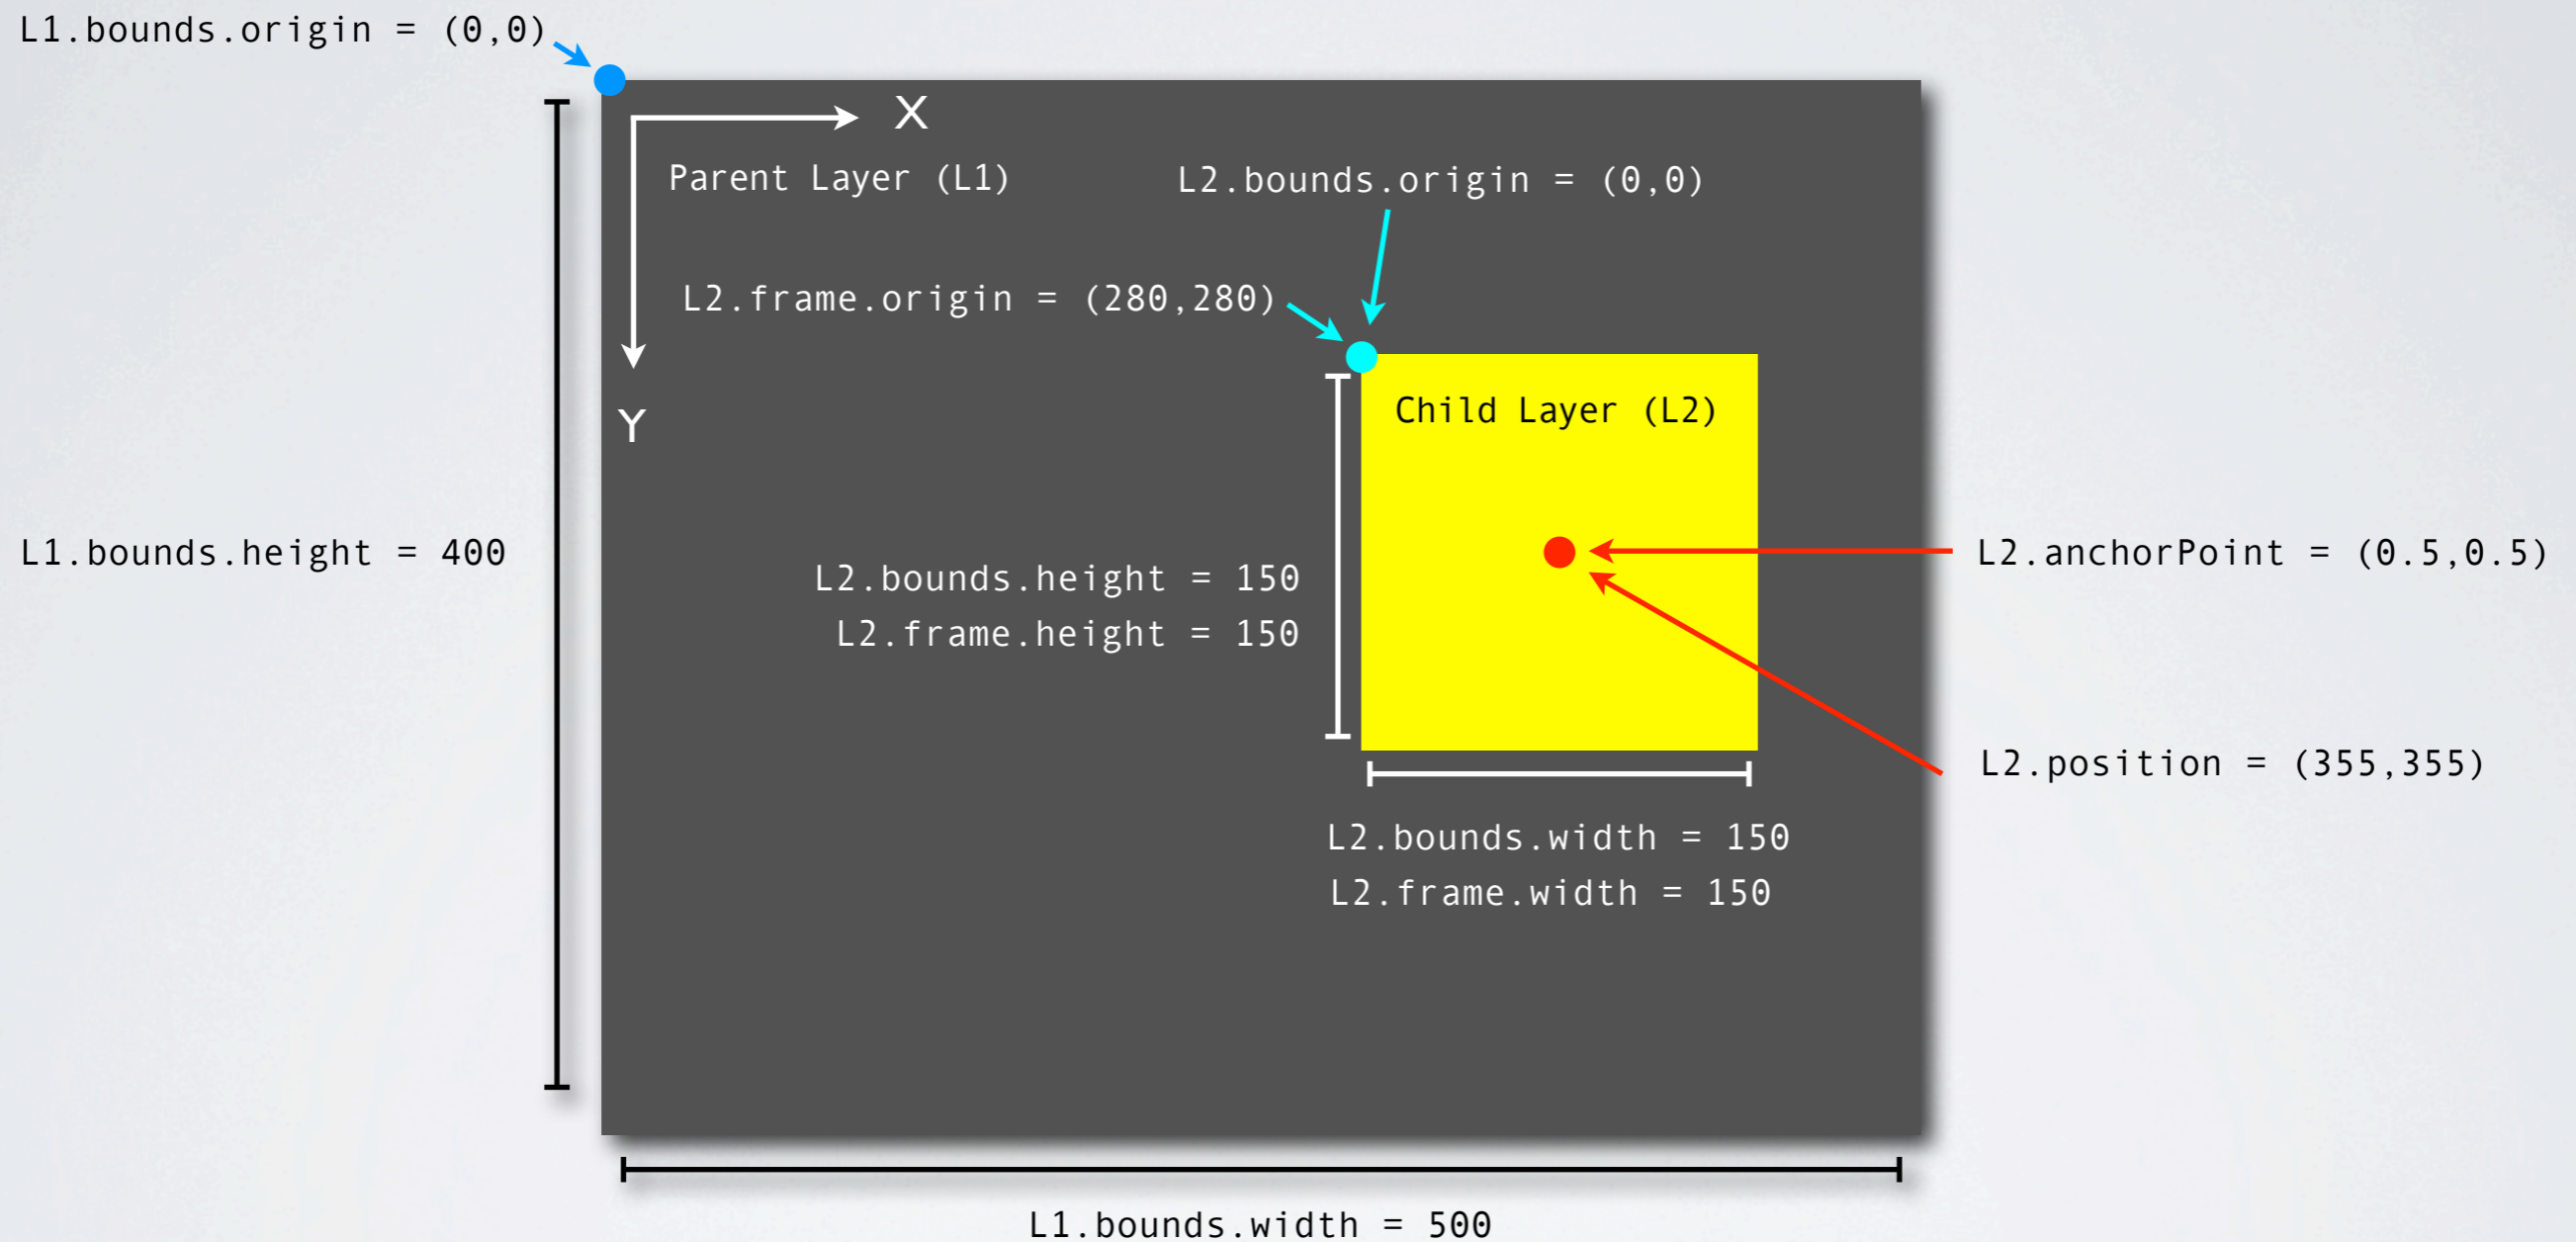 L1.bounds.origin = (0,0)
X
Parent Layer (L1)
L2.bounds.origin = (0,0)
L2.frame.origin = (280,280)
Y
Child Layer (L2)
L1.bounds.height = 400
L2.bounds.height = 150
L2.frame.height = 150
L2.anchorPoint = (0.5,0.5)
L2.position = (355,355)
L2.bounds.width = 150
L2.frame.width = 150
L1.bounds.width = 500